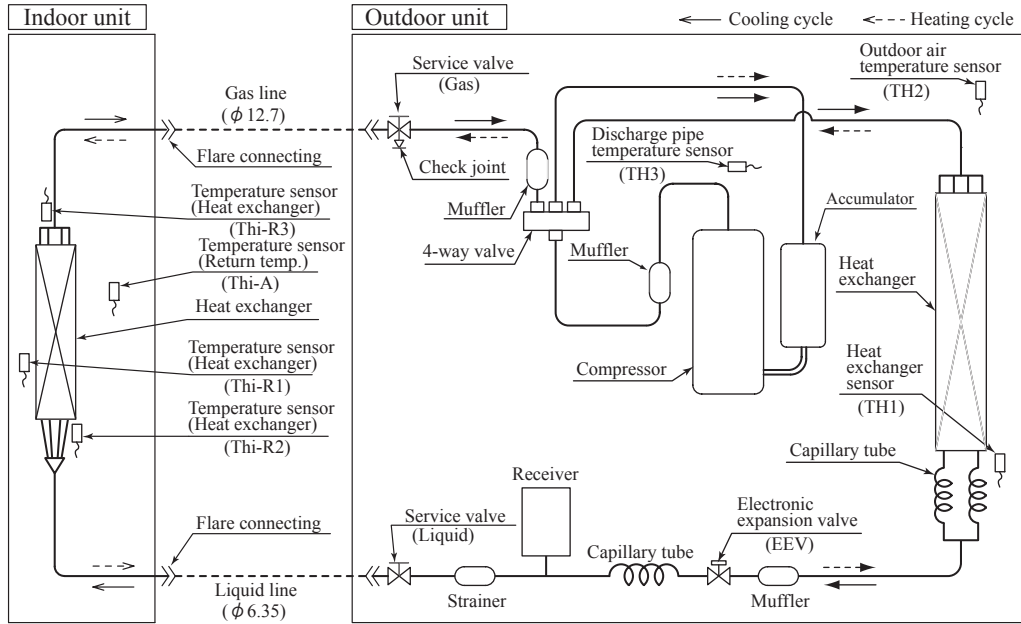 Indoor unit
Outdoor unit
Cooling cycle
Heating cycle
Gas line
(ϕ12.7)
Flare connecting
Temperature sensor
(Heat exchanger)
(Thi-R3)
Temperature sensor
(Return temp.)
(Thi-A)
Heat exchanger
Temperature sensor
(Heat exchanger)
(Thi-R1)
Temperature sensor
(Heat exchanger)
(Thi-R2)
Flare connecting
Liquid line
(ϕ6.35)
Service valve
(Gas)
Check joint
Muffler
4-way valve
Discharge pipe
temperature sensor
(TH3)
Muffler
Compressor
Outdoor air
temperature sensor
(TH2)
Accumulator
Heat
exchanger
Heat
exchanger
sensor
(TH1)
Capillary tube
Receiver
Service valve
(Liquid)
Strainer
Capillary tube
Electronic
expansion valve
(EEV)
Muffler